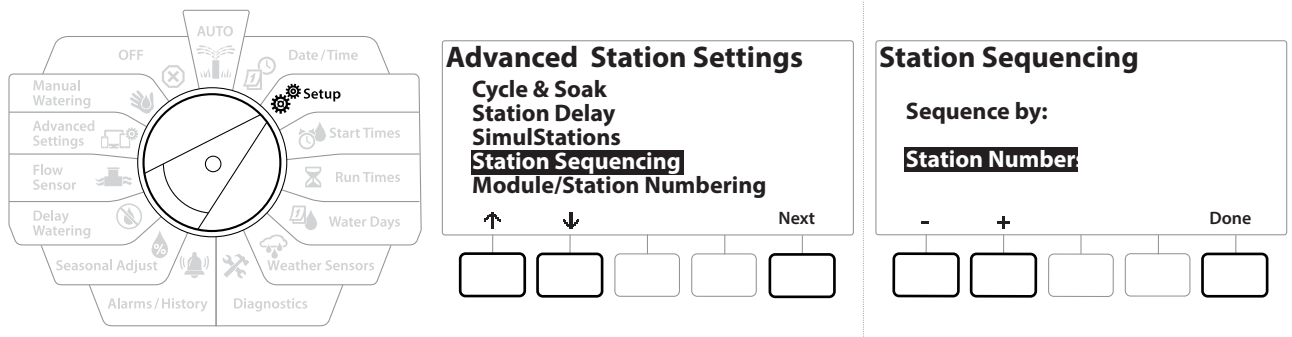 AUTO
OFF
Date/Time
Manual
Watering
Setup
Advanced
Settings
Start Times
Flow
Sensor
Run Times
Delay
Watering
Water Days
Seasonal Adjust
Weather Sensors
Alarms/History
Diagnostics
Advanced Station Settings
Cycle & Soak
Station Delay
SimulStations
Station Sequencing
Module/Station Numbering
↑ ↓ Next
Station Sequencing
Sequence by:
Station Numbers
- + Done